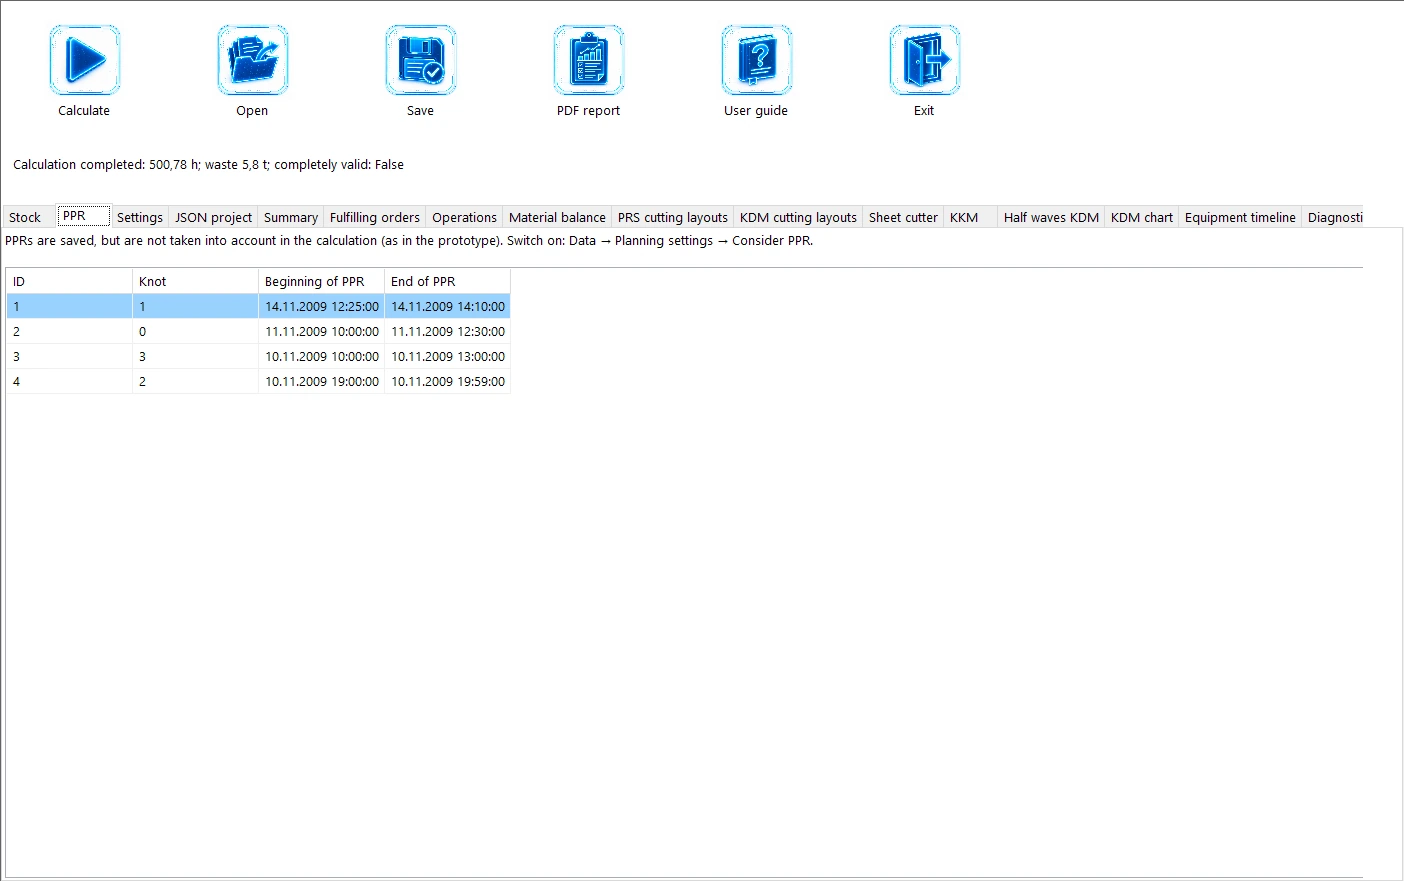 Calculate Open Save PDF report User guide Exit
Calculation completed: 500,78 h; waste 5,8 t; completely valid: False
Stock PPR Settings JSON project Summary Fulfilling orders Operations Material balance PRS cutting layouts KDM cutting layouts Sheet cutter KKM Half waves KDM KDM chart Equipment timeline Diagnosti
PPRs are saved, but are not taken into account in the calculation (as in the prototype). Switch on: Data → Planning settings → Consider PPR.
ID Knot Beginning of PPR End of PPR
1 1 14.11.2009 12:25:00 14.11.2009 14:10:00
2 0 11.11.2009 10:00:00 11.11.2009 12:30:00
3 3 10.11.2009 10:00:00 10.11.2009 13:00:00
4 2 10.11.2009 19:00:00 10.11.2009 19:59:00